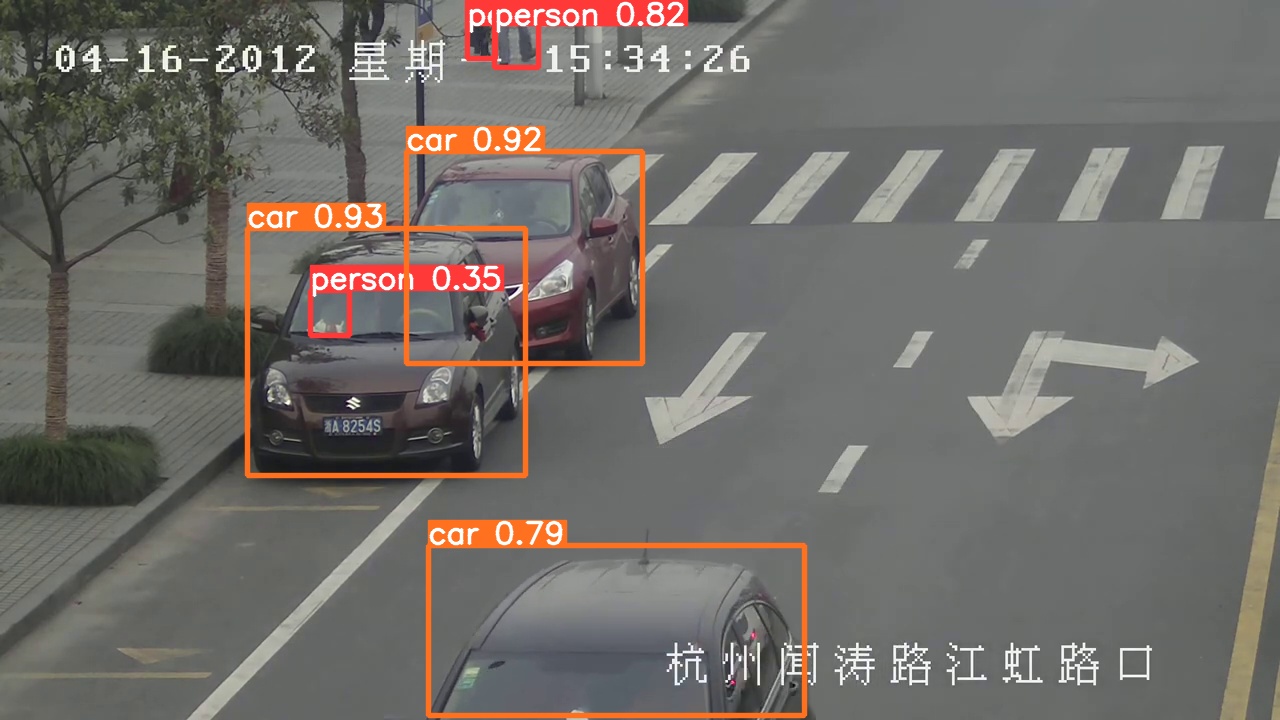 person 0.82
04-16-2012 星期一 15:34:26
car 0.92
car 0.93
person 0.35
浙A 8254S
car 0.79
杭州闻涛路江虹路口